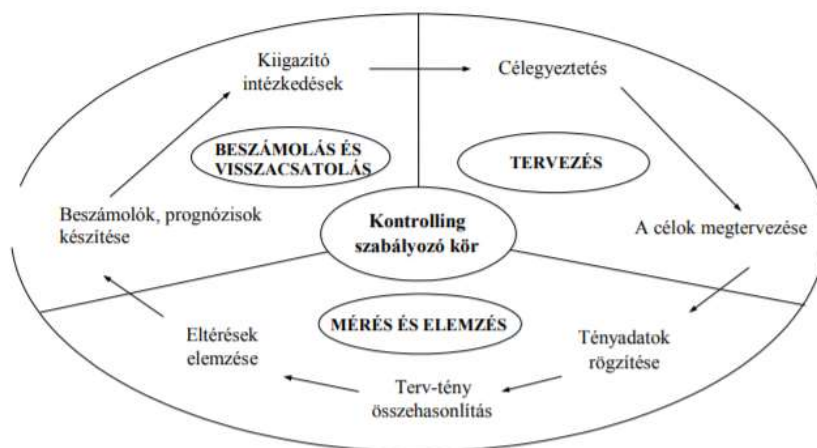 Kiigazító
intézkedések
Célegyeztetés
BESZÁMOLÁS ÉS
VISSZACSATOLÁS
TERVEZÉS
Beszámolók, prognózisok
készítése
Kontrolling
szabályozó kör
A célok megtervezése
MÉRÉS ÉS ELEMZÉS
Eltérések
elemzése
Tényadatok
rögzítése
Terv-tény
összehasonlítás